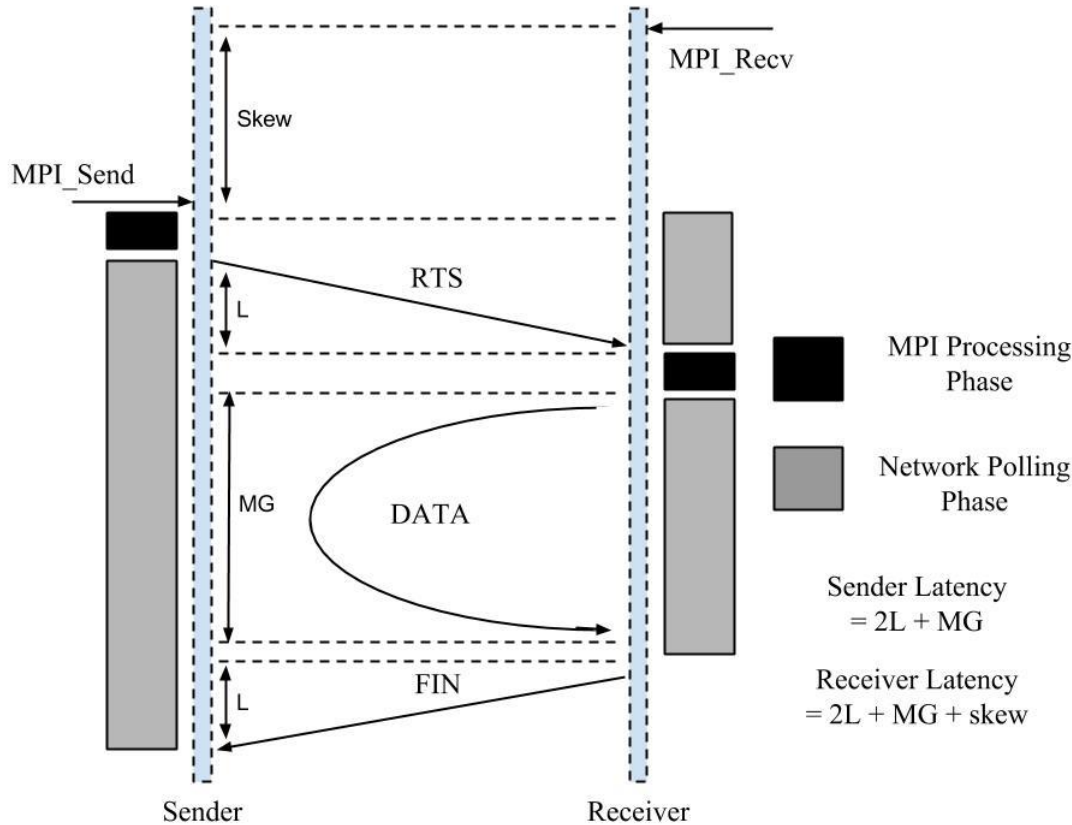 MPI_Recv
Skew
MPI_Send
RTS
L
MPI Processing
Phase
MG
DATA
Network Polling
Phase
Sender Latency
= 2L + MG
FIN
L
Receiver Latency
= 2L + MG + skew
Sender
Receiver